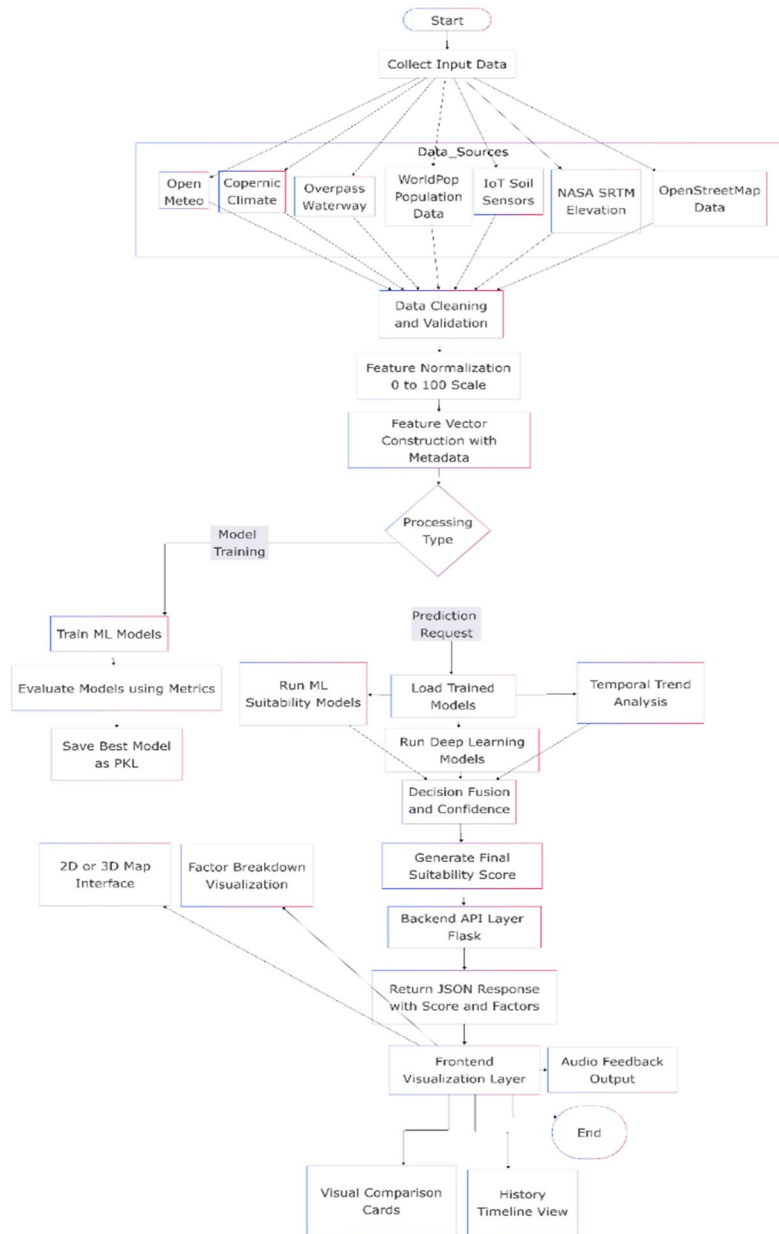 Start
Collect Input Data
Data_Sources
Open
Meteo
Copernic
Climate
Overpass
Waterway
WorldPop
Population
Data
IoT Soil
Sensors
NASA SRTM
Elevation
OpenStreetMap
Data
Data Cleaning
and Validation
Feature Normalization
0 to 100 Scale
Feature Vector
Construction with
Metadata
Processing
Type
Model
Training
Prediction
Request
Train ML Models
Evaluate Models using Metrics
Save Best Model
as PKL
Run ML
Suitability Models
Load Trained
Models
Temporal Trend
Analysis
Run Deep Learning
Models
Decision Fusion
and Confidence
2D or 3D Map
Interface
Factor Breakdown
Visualization
Generate Final
Suitability Score
Backend API Layer
Flask
Return JSON Response
with Score and Factors
Frontend
Visualization Layer
Audio Feedback
Output
End
Visual Comparison
Cards
History
Timeline View